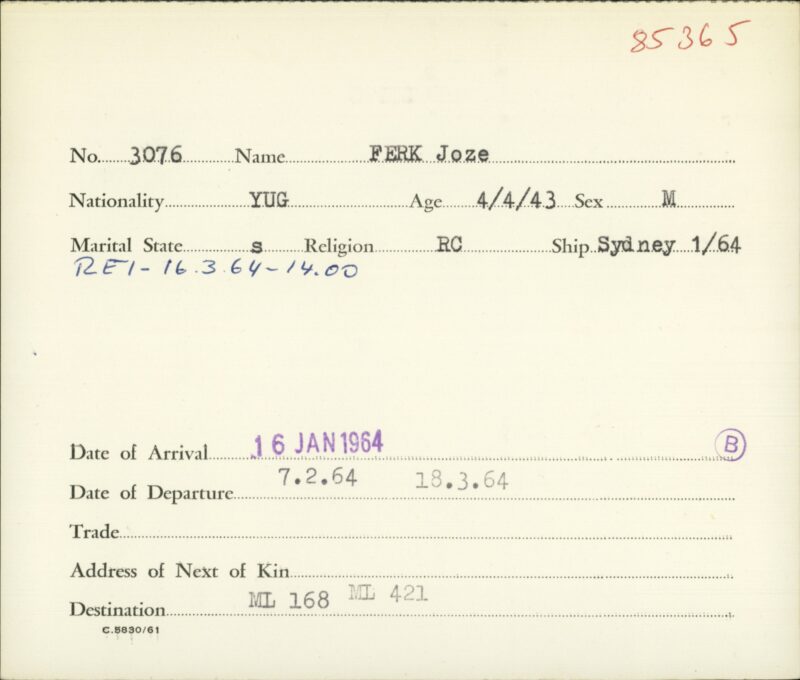 85365
No. 3076 Name FERK Joze
Nationality YUG Age 4/4/43 Sex M
Marital State s Religion RC Ship Sydney 1/64
REI - 16.3.64 - 14.00
Date of Arrival 16 JAN 1964 B
Date of Departure 7.2.64 18.3.64
Trade
Address of Next of Kin
Destination ML 168 ML 421
C.5830/61